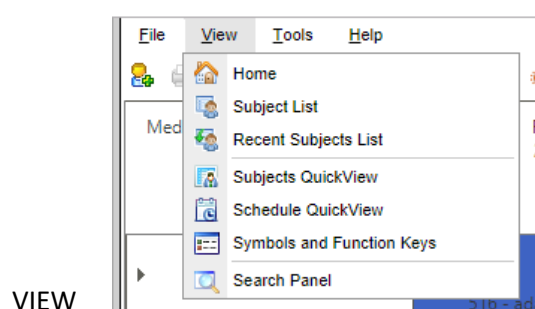 File View Tools Help
Home
Subject List
Med
Recent Subjects List
Subjects QuickView
Schedule QuickView
Symbols and Function Keys
Search Panel
VIEW